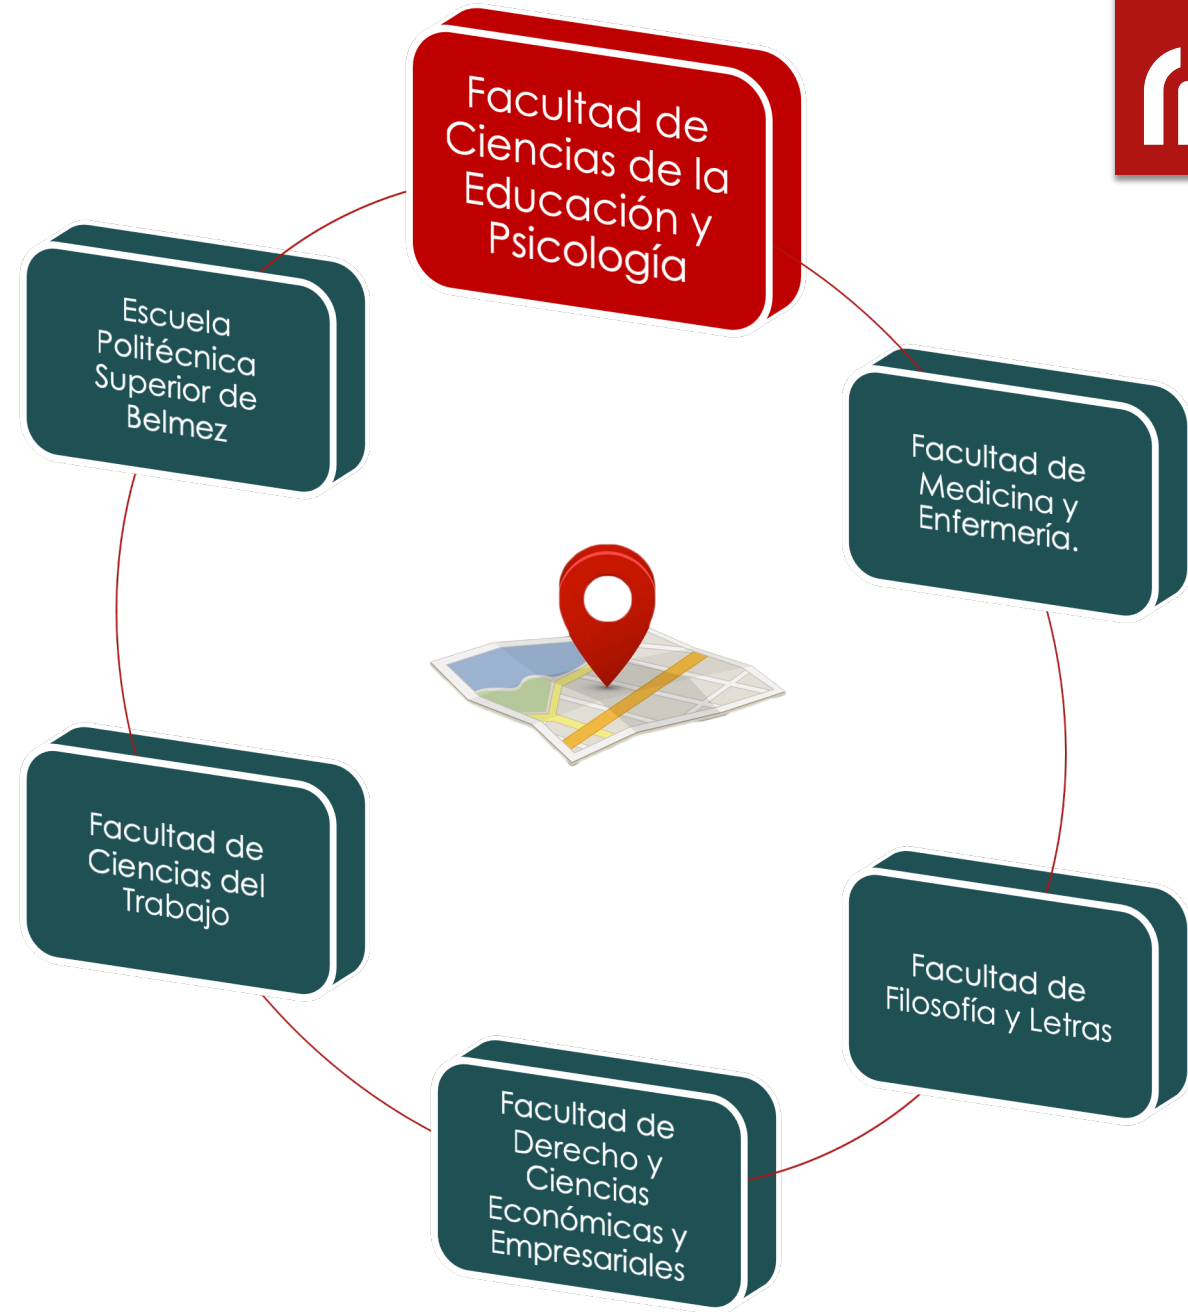 Facultad de
Ciencias de la
Educación y
Psicología
Facultad de
Medicina y
Enfermería.
Facultad de
Filosofía y Letras
Facultad de
Derecho y
Ciencias
Económicas y
Empresariales
Facultad de
Ciencias del
Trabajo
Escuela
Politécnica
Superior de
Belmez